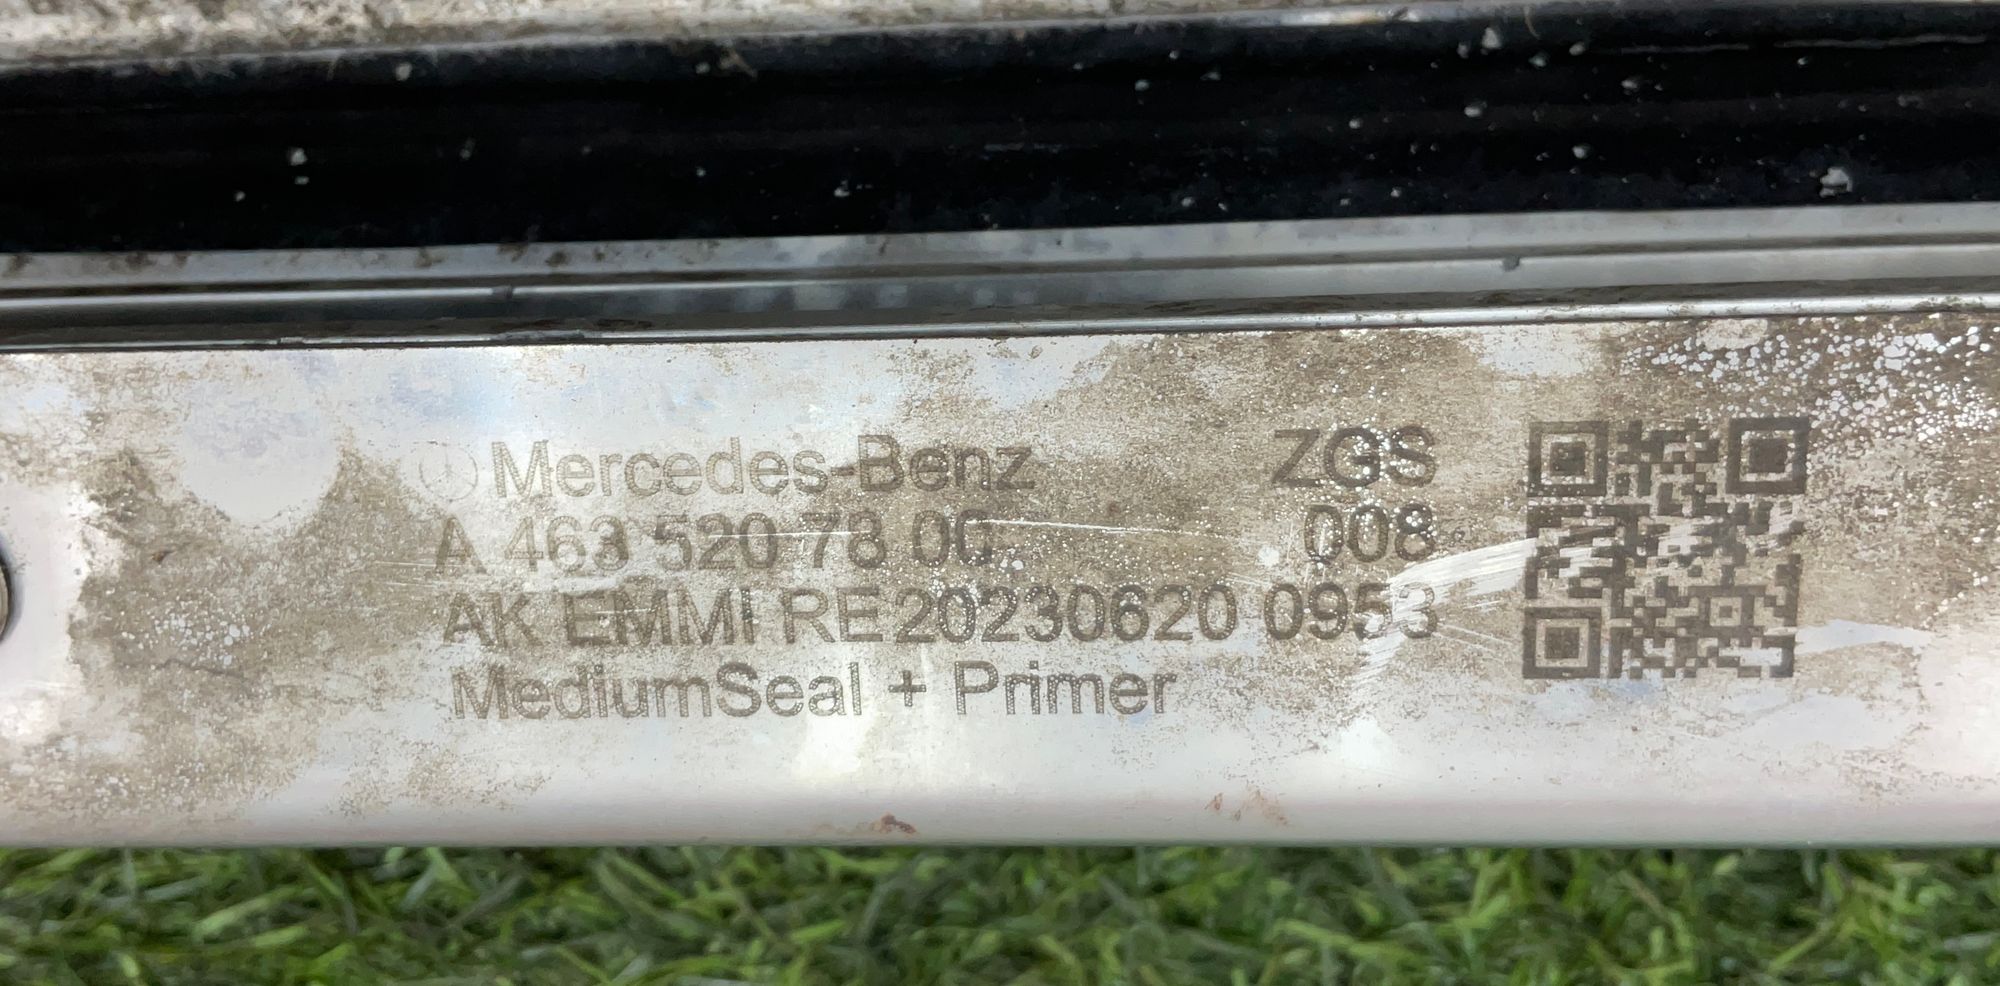 Mercedes-Benz ZGS
A 463 520 78 00 008
AK EMMI RE 20230620 0953
MediumSeal + Primer